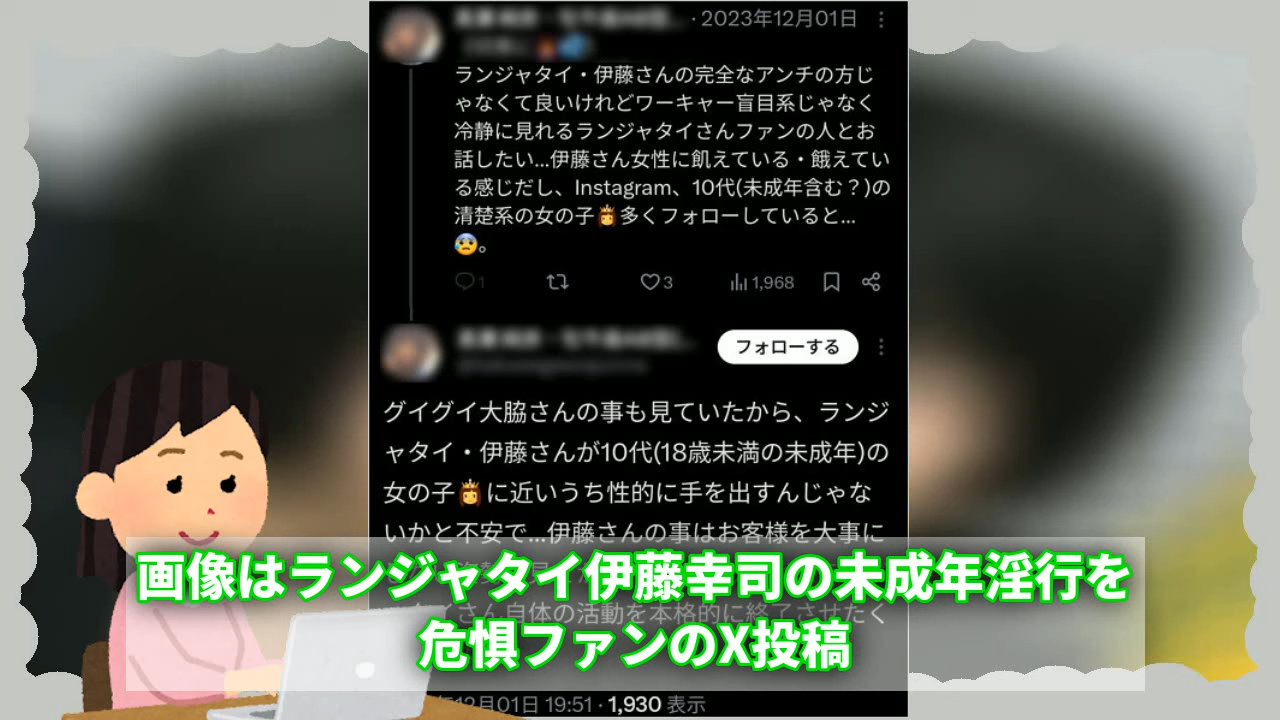 ・2023年12月01日
ランジャタイ・伊藤さんの完全なアンチの方じ
ゃなくて良いけれどワーキャー盲目系じゃなく
冷静に見れるランジャタイさんファンの人とお
話したい...伊藤さん女性に飢えている・餓えてい
る感じだし、Instagram、10代(未成年含む？)の
清楚系の女の子👸多くフォローしていると...
😰。
1 3 1,968
フォローする
グイグイ大脇さんの事も見ていたから、ランジ
ャタイ・伊藤さんが10代(18歳未満の未成年)の
女の子👸に近いうち性的に手を出すんじゃな
いかと不安で...伊藤さんの事はお客様を大事に
さん自体の活動を本格的に終了させたく
画像はランジャタイ伊藤幸司の未成年淫行を
危惧ファンのX投稿
12月01日 19:51・1,930 表示